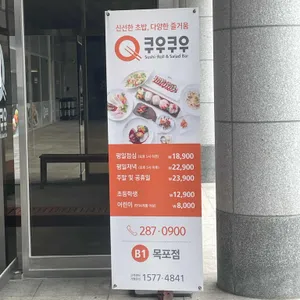 신선한 초밥, 다양한 즐거움
쿠우쿠우
Sushi Roll & Salad Bar
평일점심 ₩18,900
평일저녁 ₩22,900
주말 및 공휴일 ₩23,900
초등학생 ₩12,900
어린이 ₩8,000
287-0900
B1 목포점
1577-4841